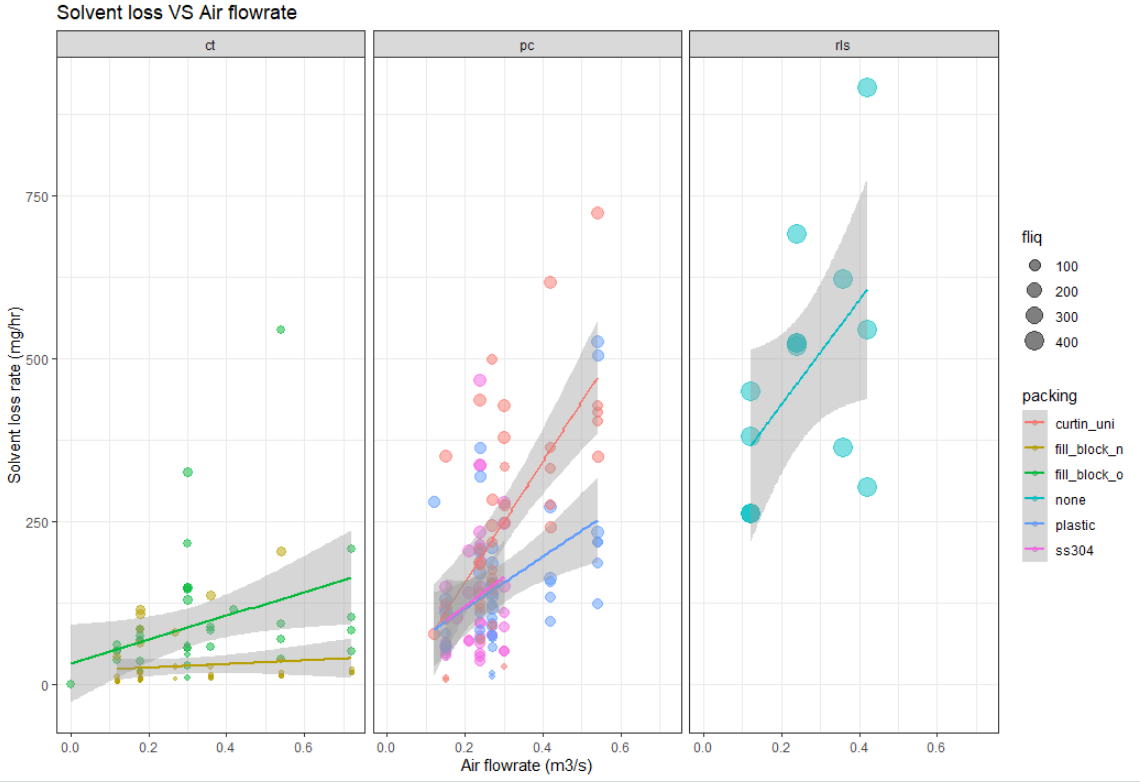 Solvent loss VS Air flowrate
ct pc rls
Solvent loss rate (mg/hr)
750
500
250
0
0.0 0.2 0.4 0.6 0.0 0.2 0.4 0.6 0.0 0.2 0.4 0.6
Air flowrate (m3/s)
fliq
100
200
300
400
packing
curtin_uni
fill_block_n
fill_block_o
none
plastic
ss304